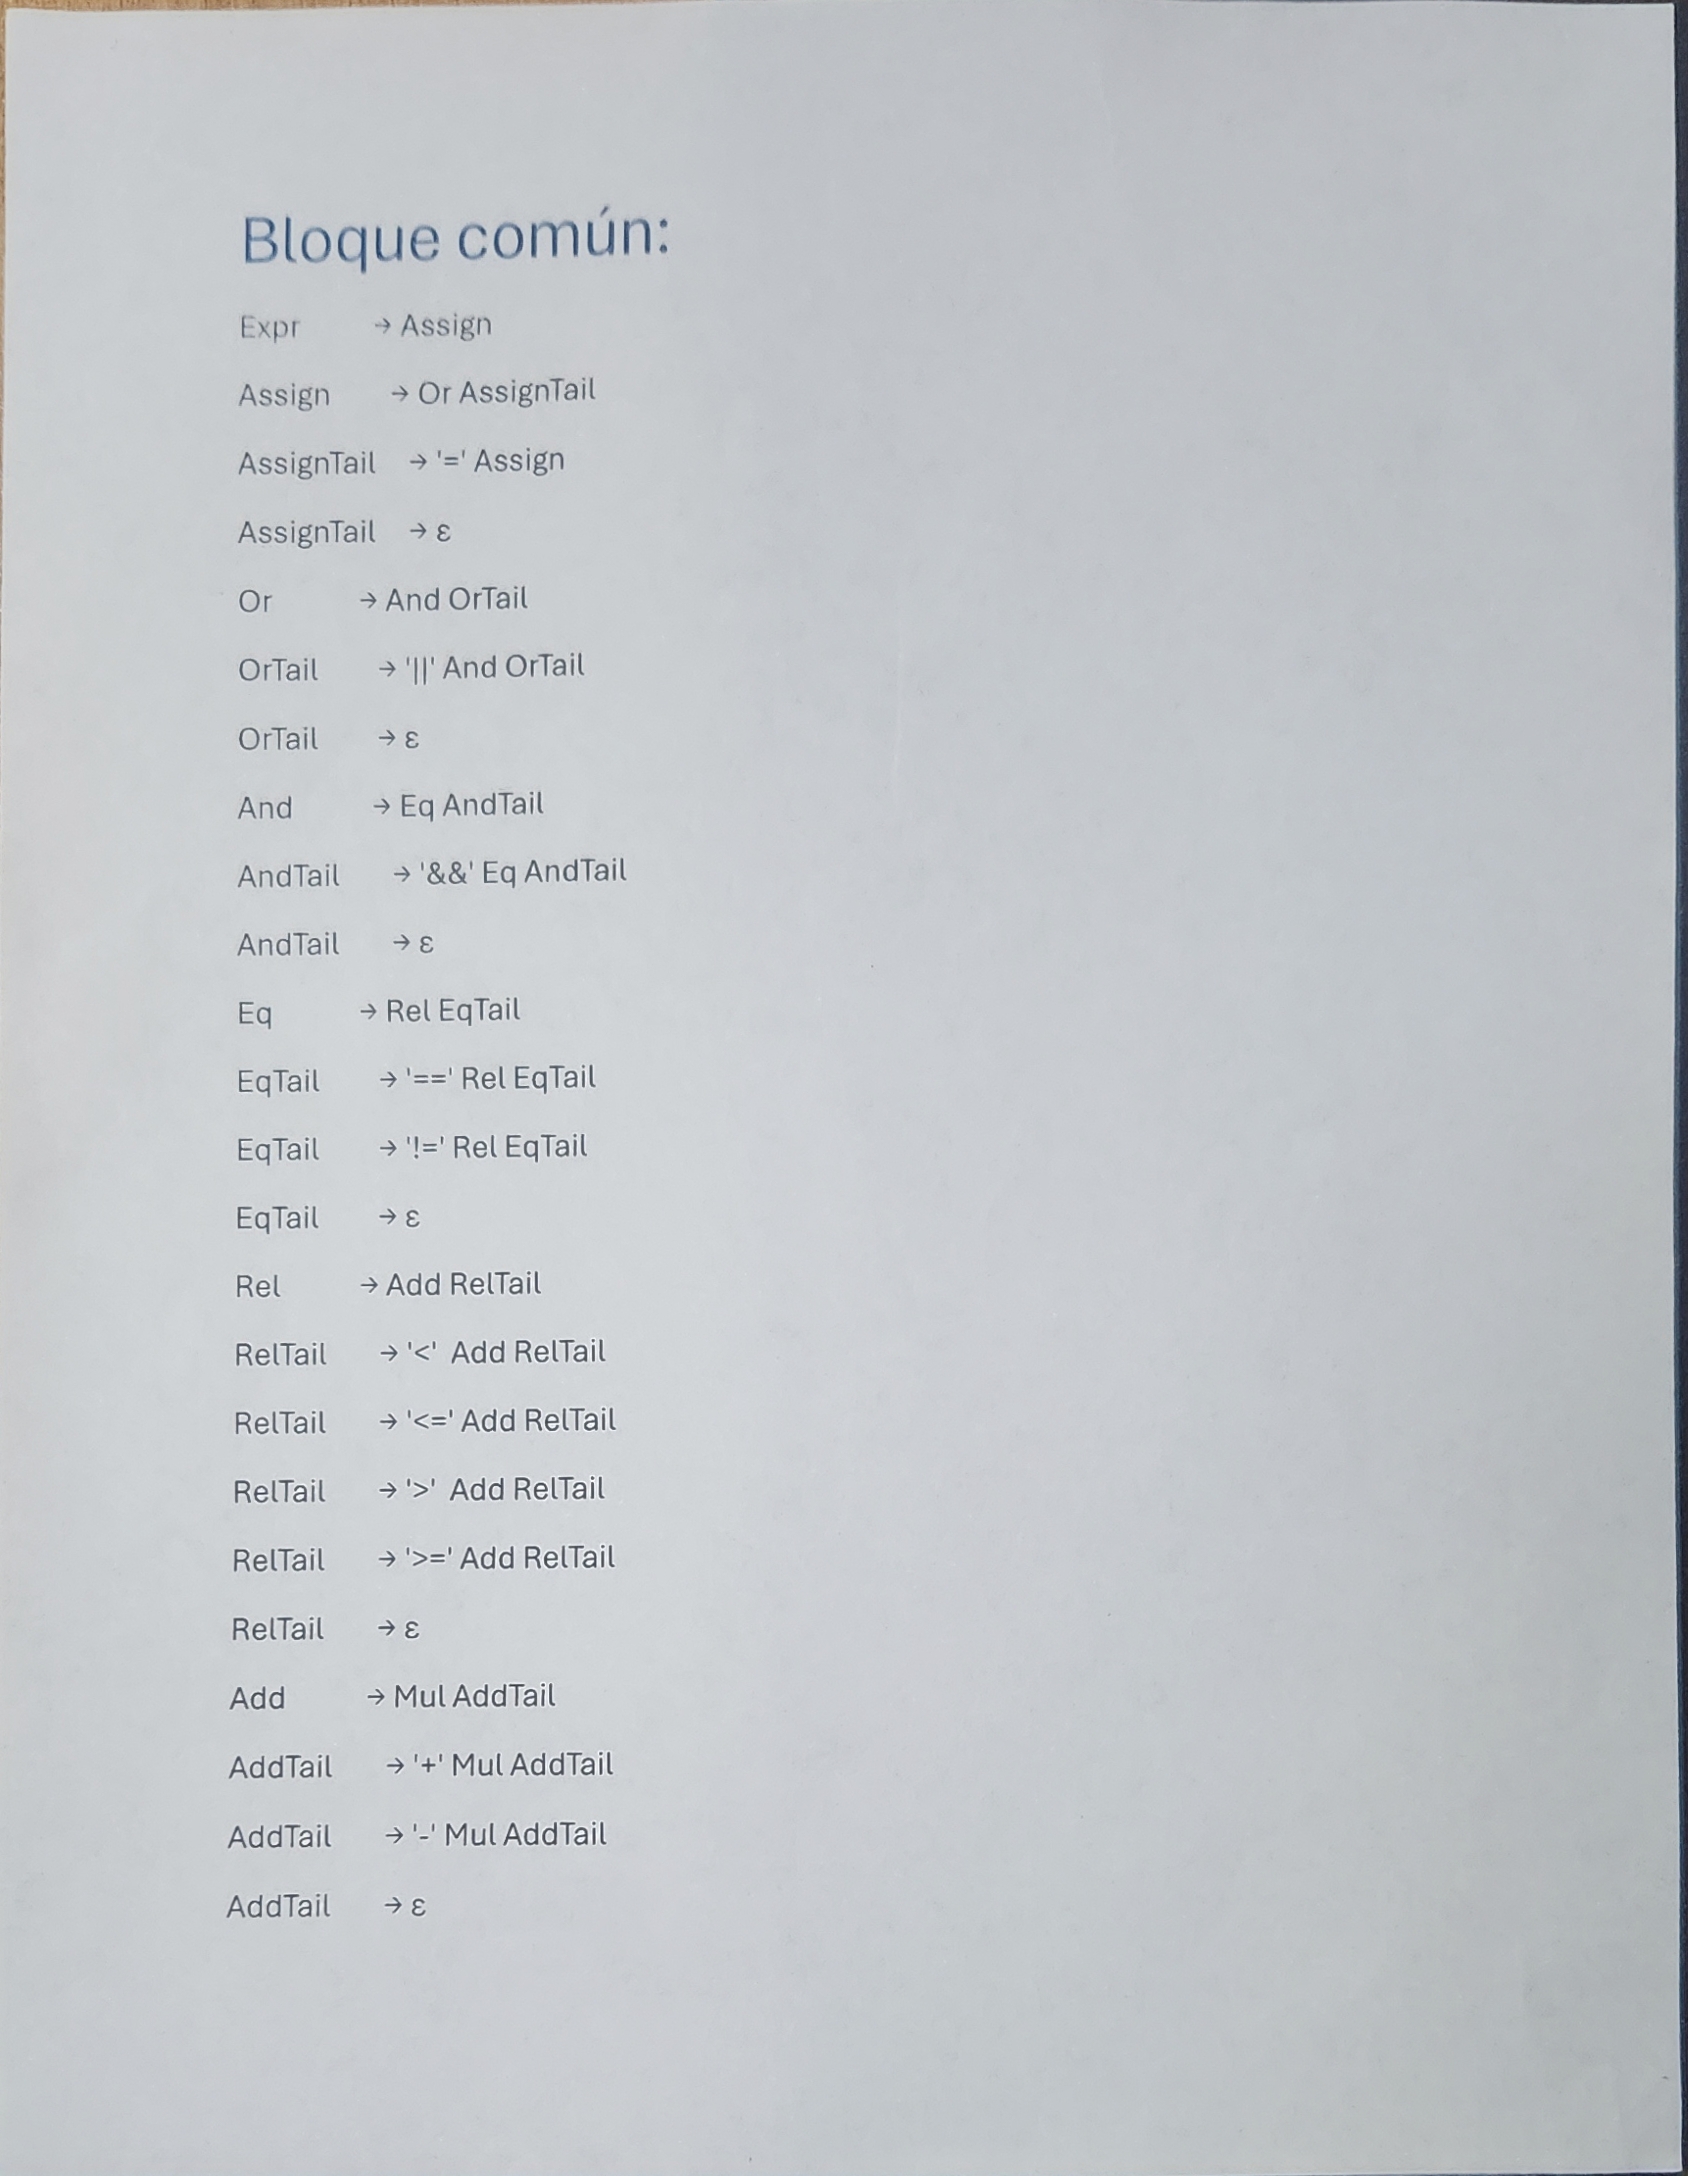 Bloque común:
Expr → Assign
Assign → Or AssignTail
AssignTail → '=' Assign
AssignTail → ε
Or → And OrTail
OrTail → '||' And OrTail
OrTail → ε
And → Eq AndTail
AndTail → '&&' Eq AndTail
AndTail → ε
Eq → Rel EqTail
EqTail → '==' Rel EqTail
EqTail → '!=' Rel EqTail
EqTail → ε
Rel → Add RelTail
RelTail → '<' Add RelTail
RelTail → '<=' Add RelTail
RelTail → '>' Add RelTail
RelTail → '>=' Add RelTail
RelTail → ε
Add → Mul AddTail
AddTail → '+' Mul AddTail
AddTail → '-' Mul AddTail
AddTail → ε